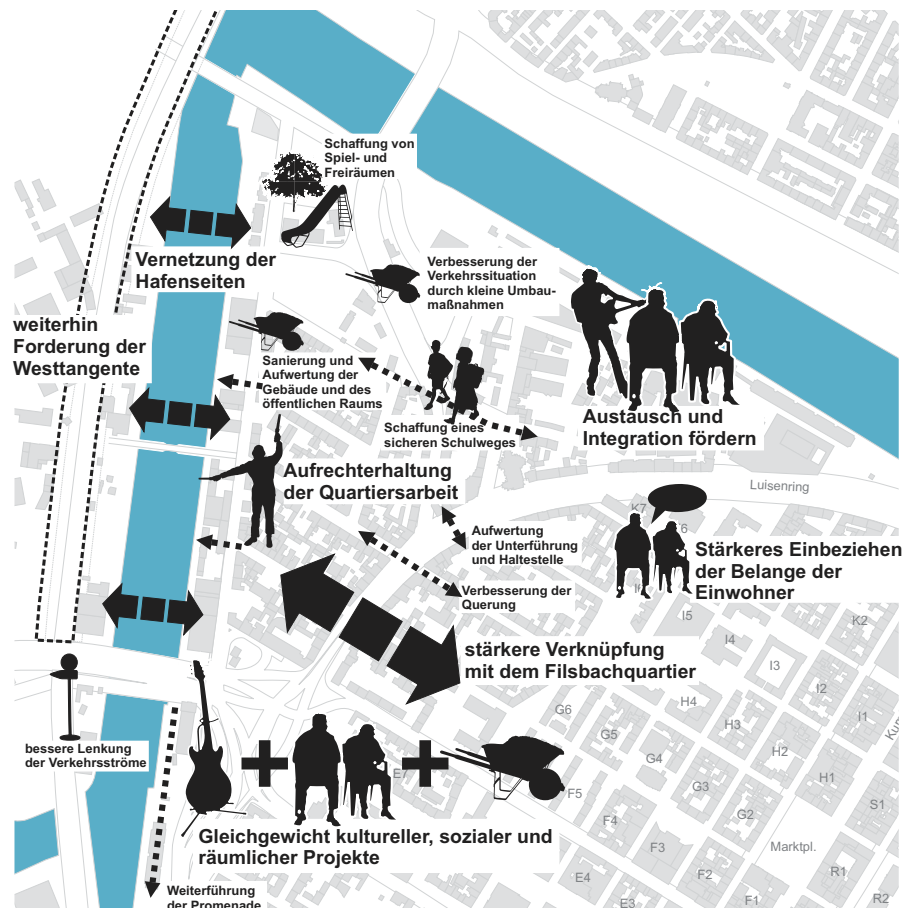 Schaffung von
Spiel- und
Freiräumen
Vernetzung der
Hafenseiten
Verbesserung der
Verkehrssituation
durch kleine Umbau-
maßnahmen
weiterhin
Forderung der
Westtangente
Sanierung und
Aufwertung der
Gebäude und des
öffentlichen Raums
Schaffung eines
sicheren Schulweges
Austausch und
Integration fördern
Aufrechterhaltung
der Quartiersarbeit
Luisenring
K7
Aufwertung
der Unterführung
und Haltestelle
Stärkeres Einbeziehen
der Belange der
Einwohner
Verbesserung der
Querung
I5
K2
I4
I3
I2
I1
stärkere Verknüpfung
mit dem Filsbachquartier
H4
H3
H2
H1
G6
G5
G4
G3
G2
S1
bessere Lenkung
der Verkehrsströme
E7
F5
F4
F3
F2
F1
Marktpl.
R1
R2
E4
E3
Gleichgewicht kultureller, sozialer und
räumlicher Projekte
Weiterführung
der Promenade